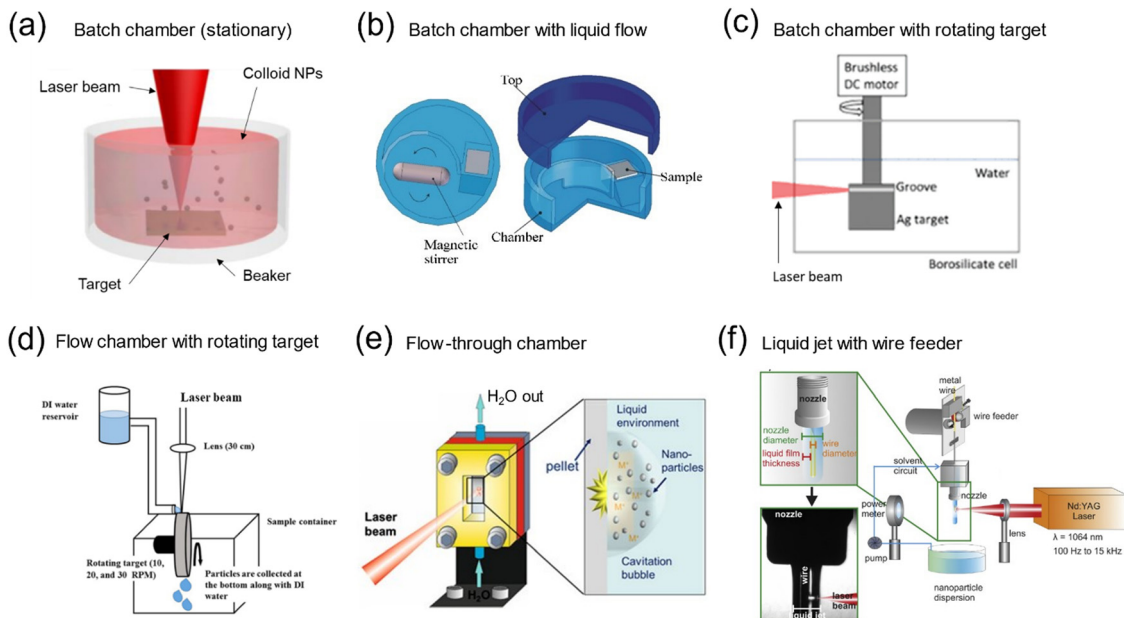 (a) Batch chamber (stationary)
Laser beam
Colloid NPs
Target
Beaker
(b) Batch chamber with liquid flow
Top
Sample
Chamber
Magnetic
stirrer
(c) Batch chamber with rotating target
Brushless
DC motor
Water
Groove
Ag target
Laser beam
Borosilicate cell
(d) Flow chamber with rotating target
DI water
reservoir
Laser beam
Lens (30 cm)
Sample container
Rotating target (10,
20, and 30 RPM)
Particles are collected at
the bottom along with DI
water
(e) Flow-through chamber
H2O out
Liquid
environment
pellet
Nano-
particles
M+
M+
M+
M+
Laser
beam
Cavitation
bubble
H2O
(f) Liquid jet with wire feeder
nozzle
nozzle
diameter
wire
diameter
liquid film
thickness
metal
wire
wire feeder
solvent
circuit
nozzle
power
meter
pump
lens
Nd:YAG
Laser
λ = 1064 nm
100 Hz to 15 kHz
nanoparticle
dispersion
nozzle
wire
laser
beam
jet